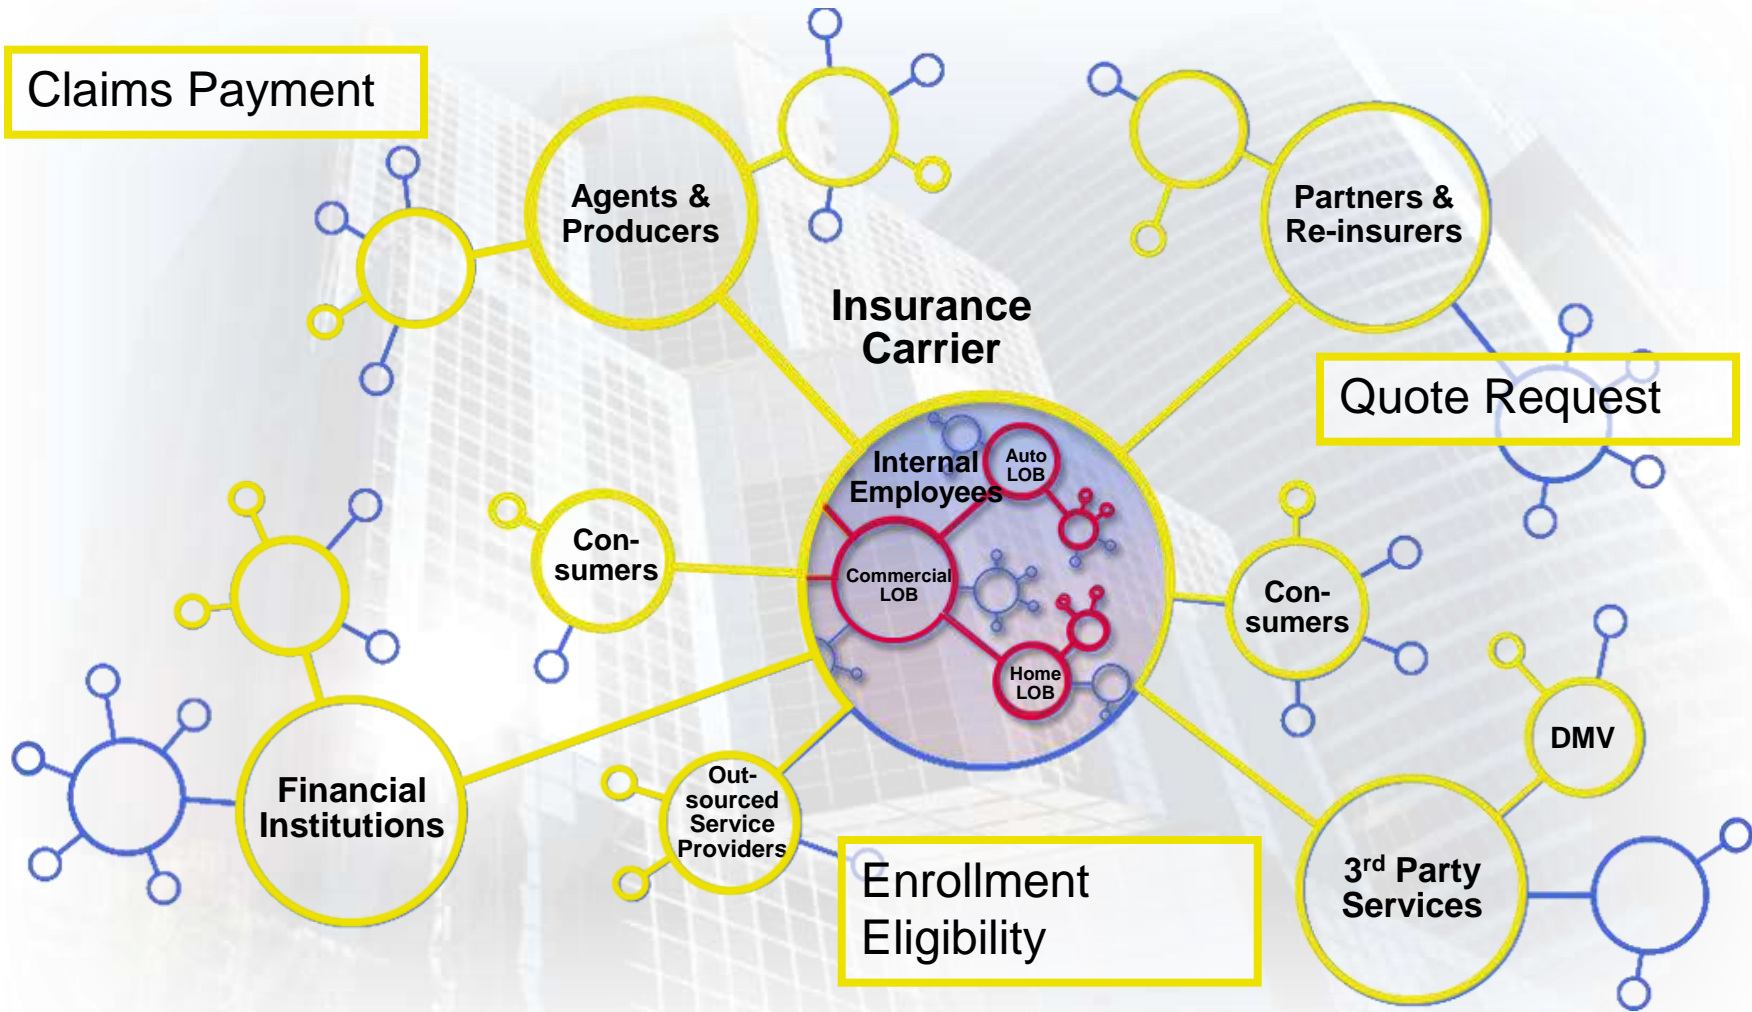 Claims Payment
Agents &
Producers
Partners &
Re-insurers
Insurance
Carrier
Quote Request
Internal
Employees
Auto
LOB
Con-
sumers
Commercial
LOB
Con-
sumers
Home
LOB
DMV
Financial
Institutions
Out-
sourced
Service
Providers
Enrollment
Eligibility
3rd Party
Services